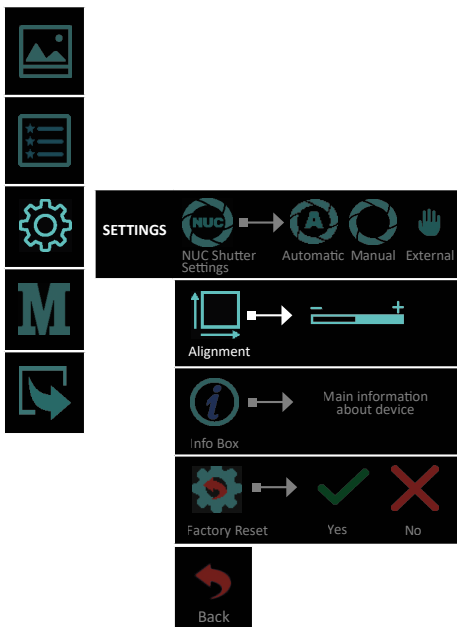 SETTINGS
NUC
A
NUC Shutter
Settings
Automatic
Manual
External
M
- +
Alignment
i
Main information
about device
Info Box
Factory Reset
Yes
No
Back